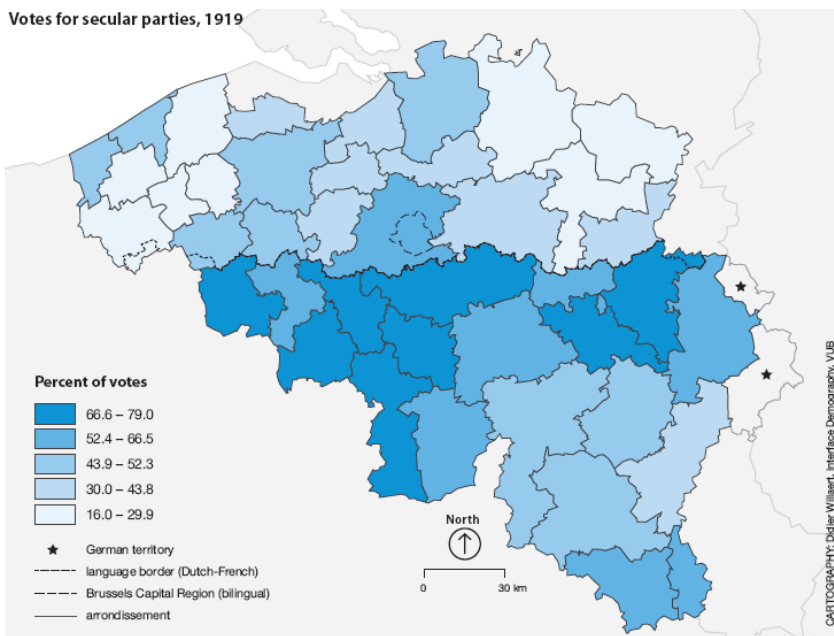 Votes for secular parties, 1919
Percent of votes
66.6 – 79.0
52.4 – 66.5
43.9 – 52.3
30.0 – 43.8
16.0 – 29.9
German territory
language border (Dutch-French)
Brussels Capital Region (bilingual)
arrondissement
North
0 30 km
CARTOGRAPHY: Didier Willaert, Interface Demography, VUB